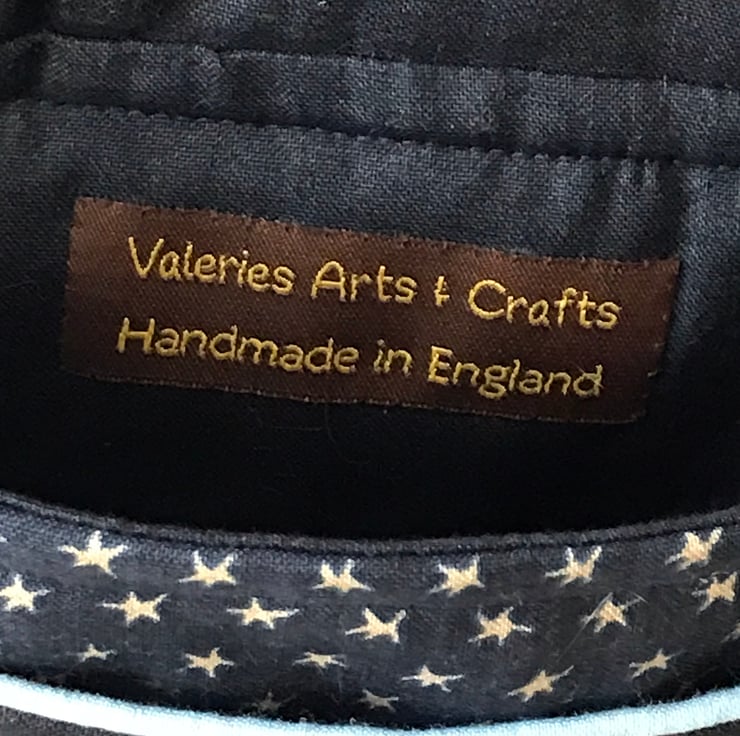 Valeries Arts & Crafts
Handmade in England